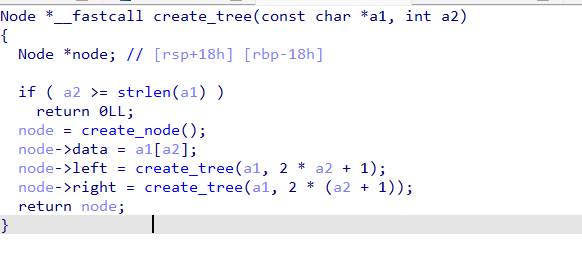 Node *__fastcall create_tree(const char *a1, int a2)
{
  Node *node; // [rsp+18h] [rbp-18h]

  if ( a2 >= strlen(a1) )
    return 0LL;
  node = create_node();
  node->data = a1[a2];
  node->left = create_tree(a1, 2 * a2 + 1);
  node->right = create_tree(a1, 2 * (a2 + 1));
  return node;
}